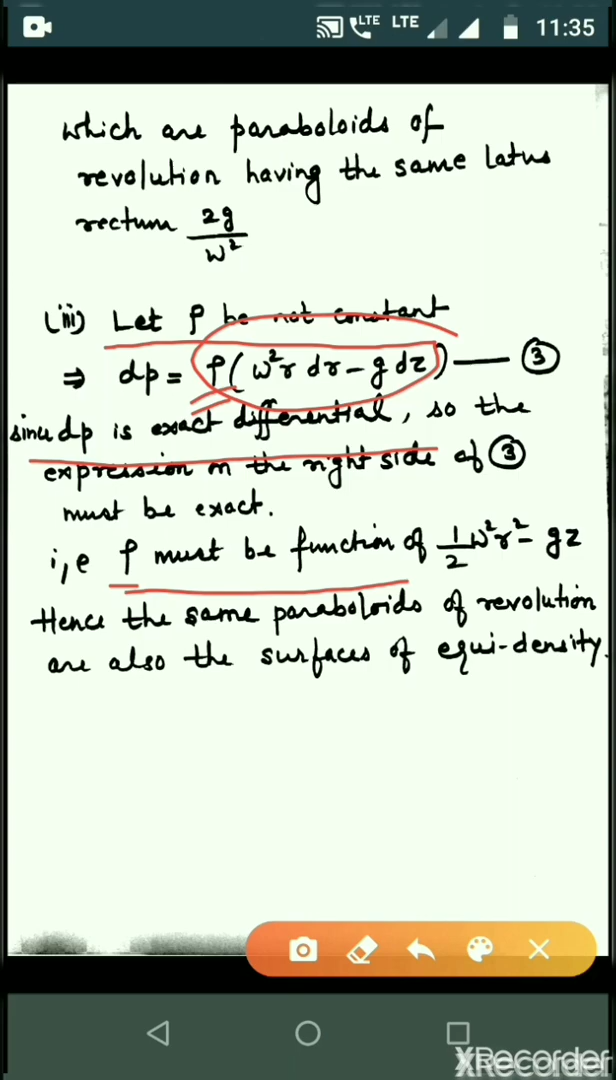 LTE LTE 11:35
which are paraboloids of
revolution having the same latus
rectum 2g/w²
(iii) Let ρ be not constant
⇒ dp = ρ(w²r dr - g dz) — ③
since dp is exact differential, so the
expression on the right side of ③
must be exact.
i,e ρ must be function of 1/2 w²r² - gz
Hence the same paraboloids of revolution
are also the surfaces of equi-density.
XRecorder